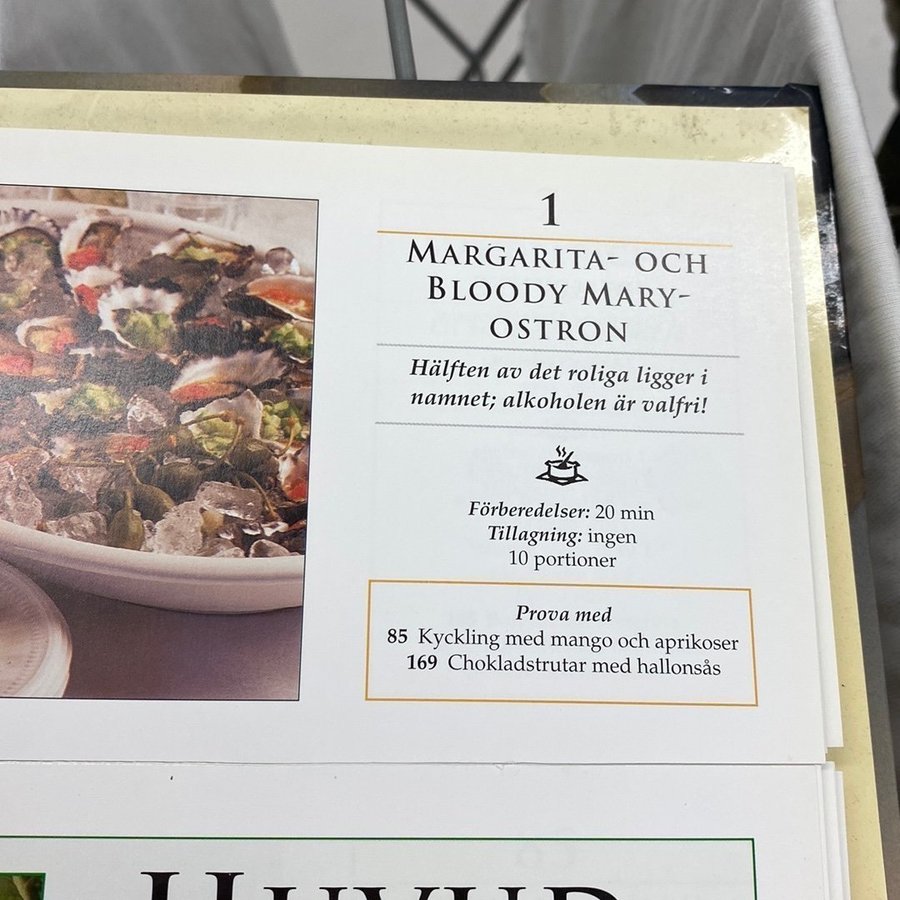 1
MARGARITA- OCH
BLOODY MARY-
OSTRON
Hälften av det roliga ligger i
namnet; alkoholen är valfri!
Förberedelser: 20 min
Tillagning: ingen
10 portioner
Prova med
85 Kyckling med mango och aprikoser
169 Chokladstrutar med hallonsås
HUVUD